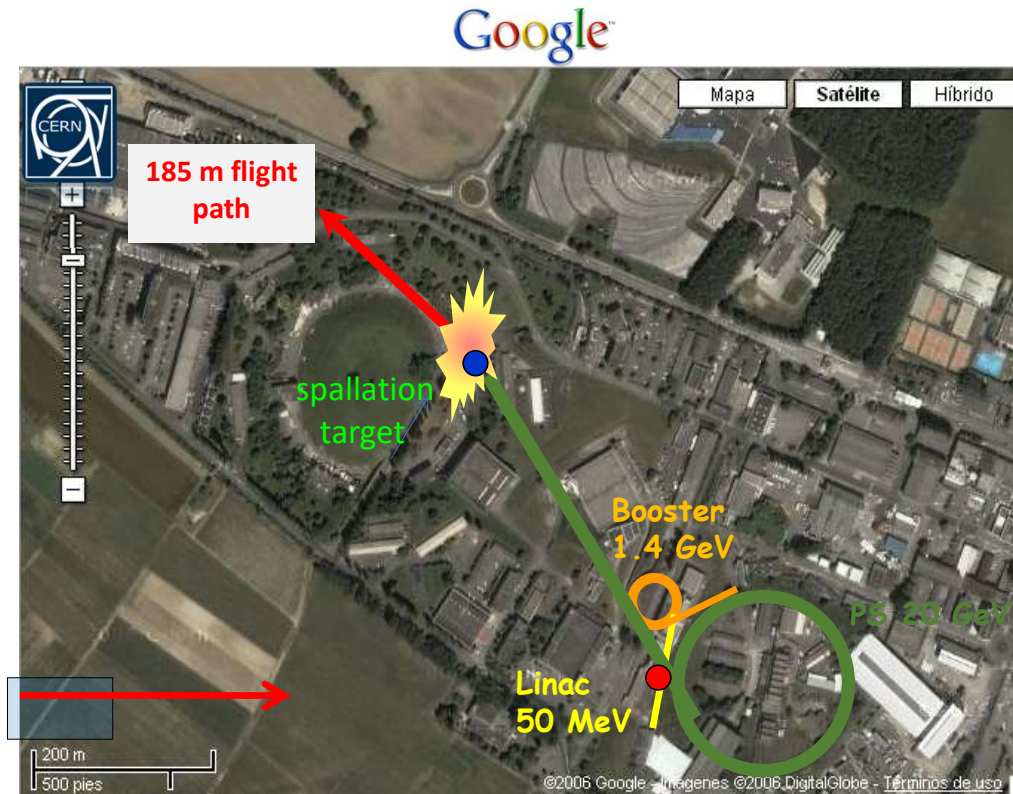 Google
CERN
Mapa
Satélite
Híbrido
185 m flight
path
spallation
target
Booster
1.4 GeV
PS 20 GeV
Linac
50 MeV
200 m
500 pies
©2006 Google - Imagenes ©2006 DigitalGlobe - Términos de uso